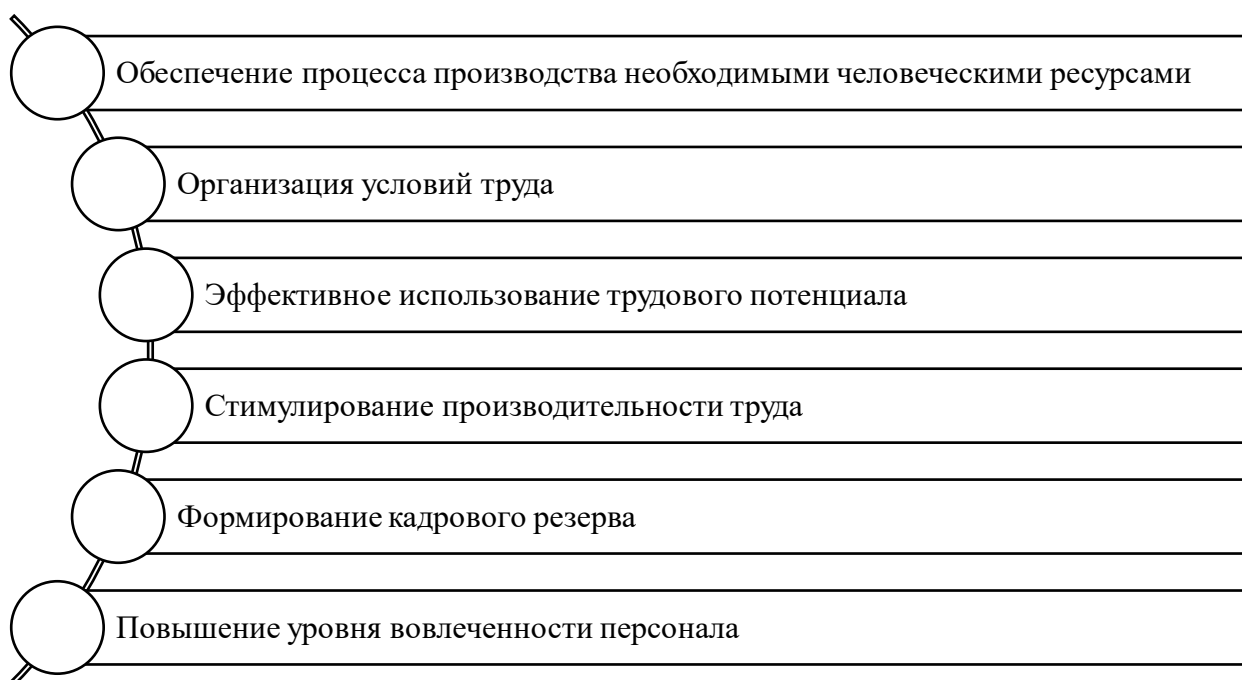 Обеспечение процесса производства необходимыми человеческими ресурсами
Организация условий труда
Эффективное использование трудового потенциала
Стимулирование производительности труда
Формирование кадрового резерва
Повышение уровня вовлеченности персонала